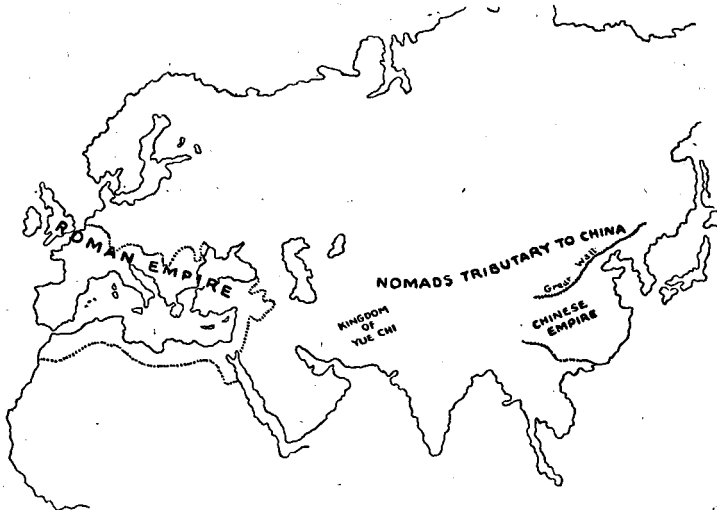 ROMAN EMPIRE
NOMADS TRIBUTARY TO CHINA
Great Wall
KINGDOM
OF
YUE CHI
CHINESE
EMPIRE